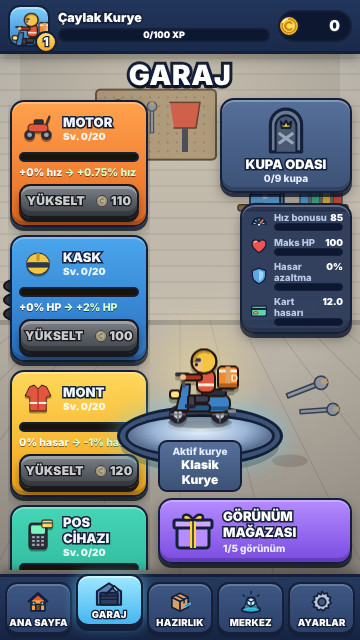 Çaylak Kurye
1
0/100 XP
0
GARAJ
MOTOR
Sv. 0/20
+0% hız → +0.75% hız
YÜKSELT C 110
KASK
Sv. 0/20
+0% HP → +2% HP
YÜKSELT C 100
MONT
Sv. 0/20
0% hasar → -1% ha
YÜKSELT C 120
POS
CİHAZI
Sv. 0/20
KUPA ODASI
0/9 kupa
Hız bonusu 85
Maks HP 100
Hasar 0%
azaltma
Kart 12.0
hasarı
D
Aktif kurye
Klasik
Kurye
GÖRÜNÜM
MAĞAZASI
1/5 görünüm
ANA SAYFA
GARAJ
HAZIRLIK
MERKEZ
AYARLAR